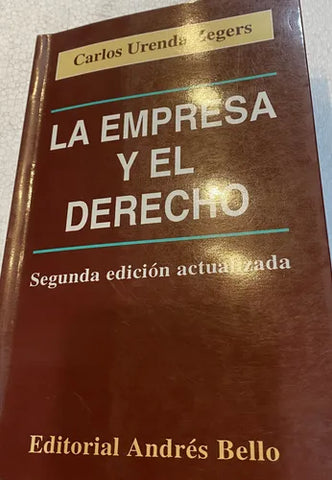 Carlos Urenda Zegers
LA EMPRESA
Y EL
DERECHO
Segunda edición actualizada
Editorial Andrés Bello